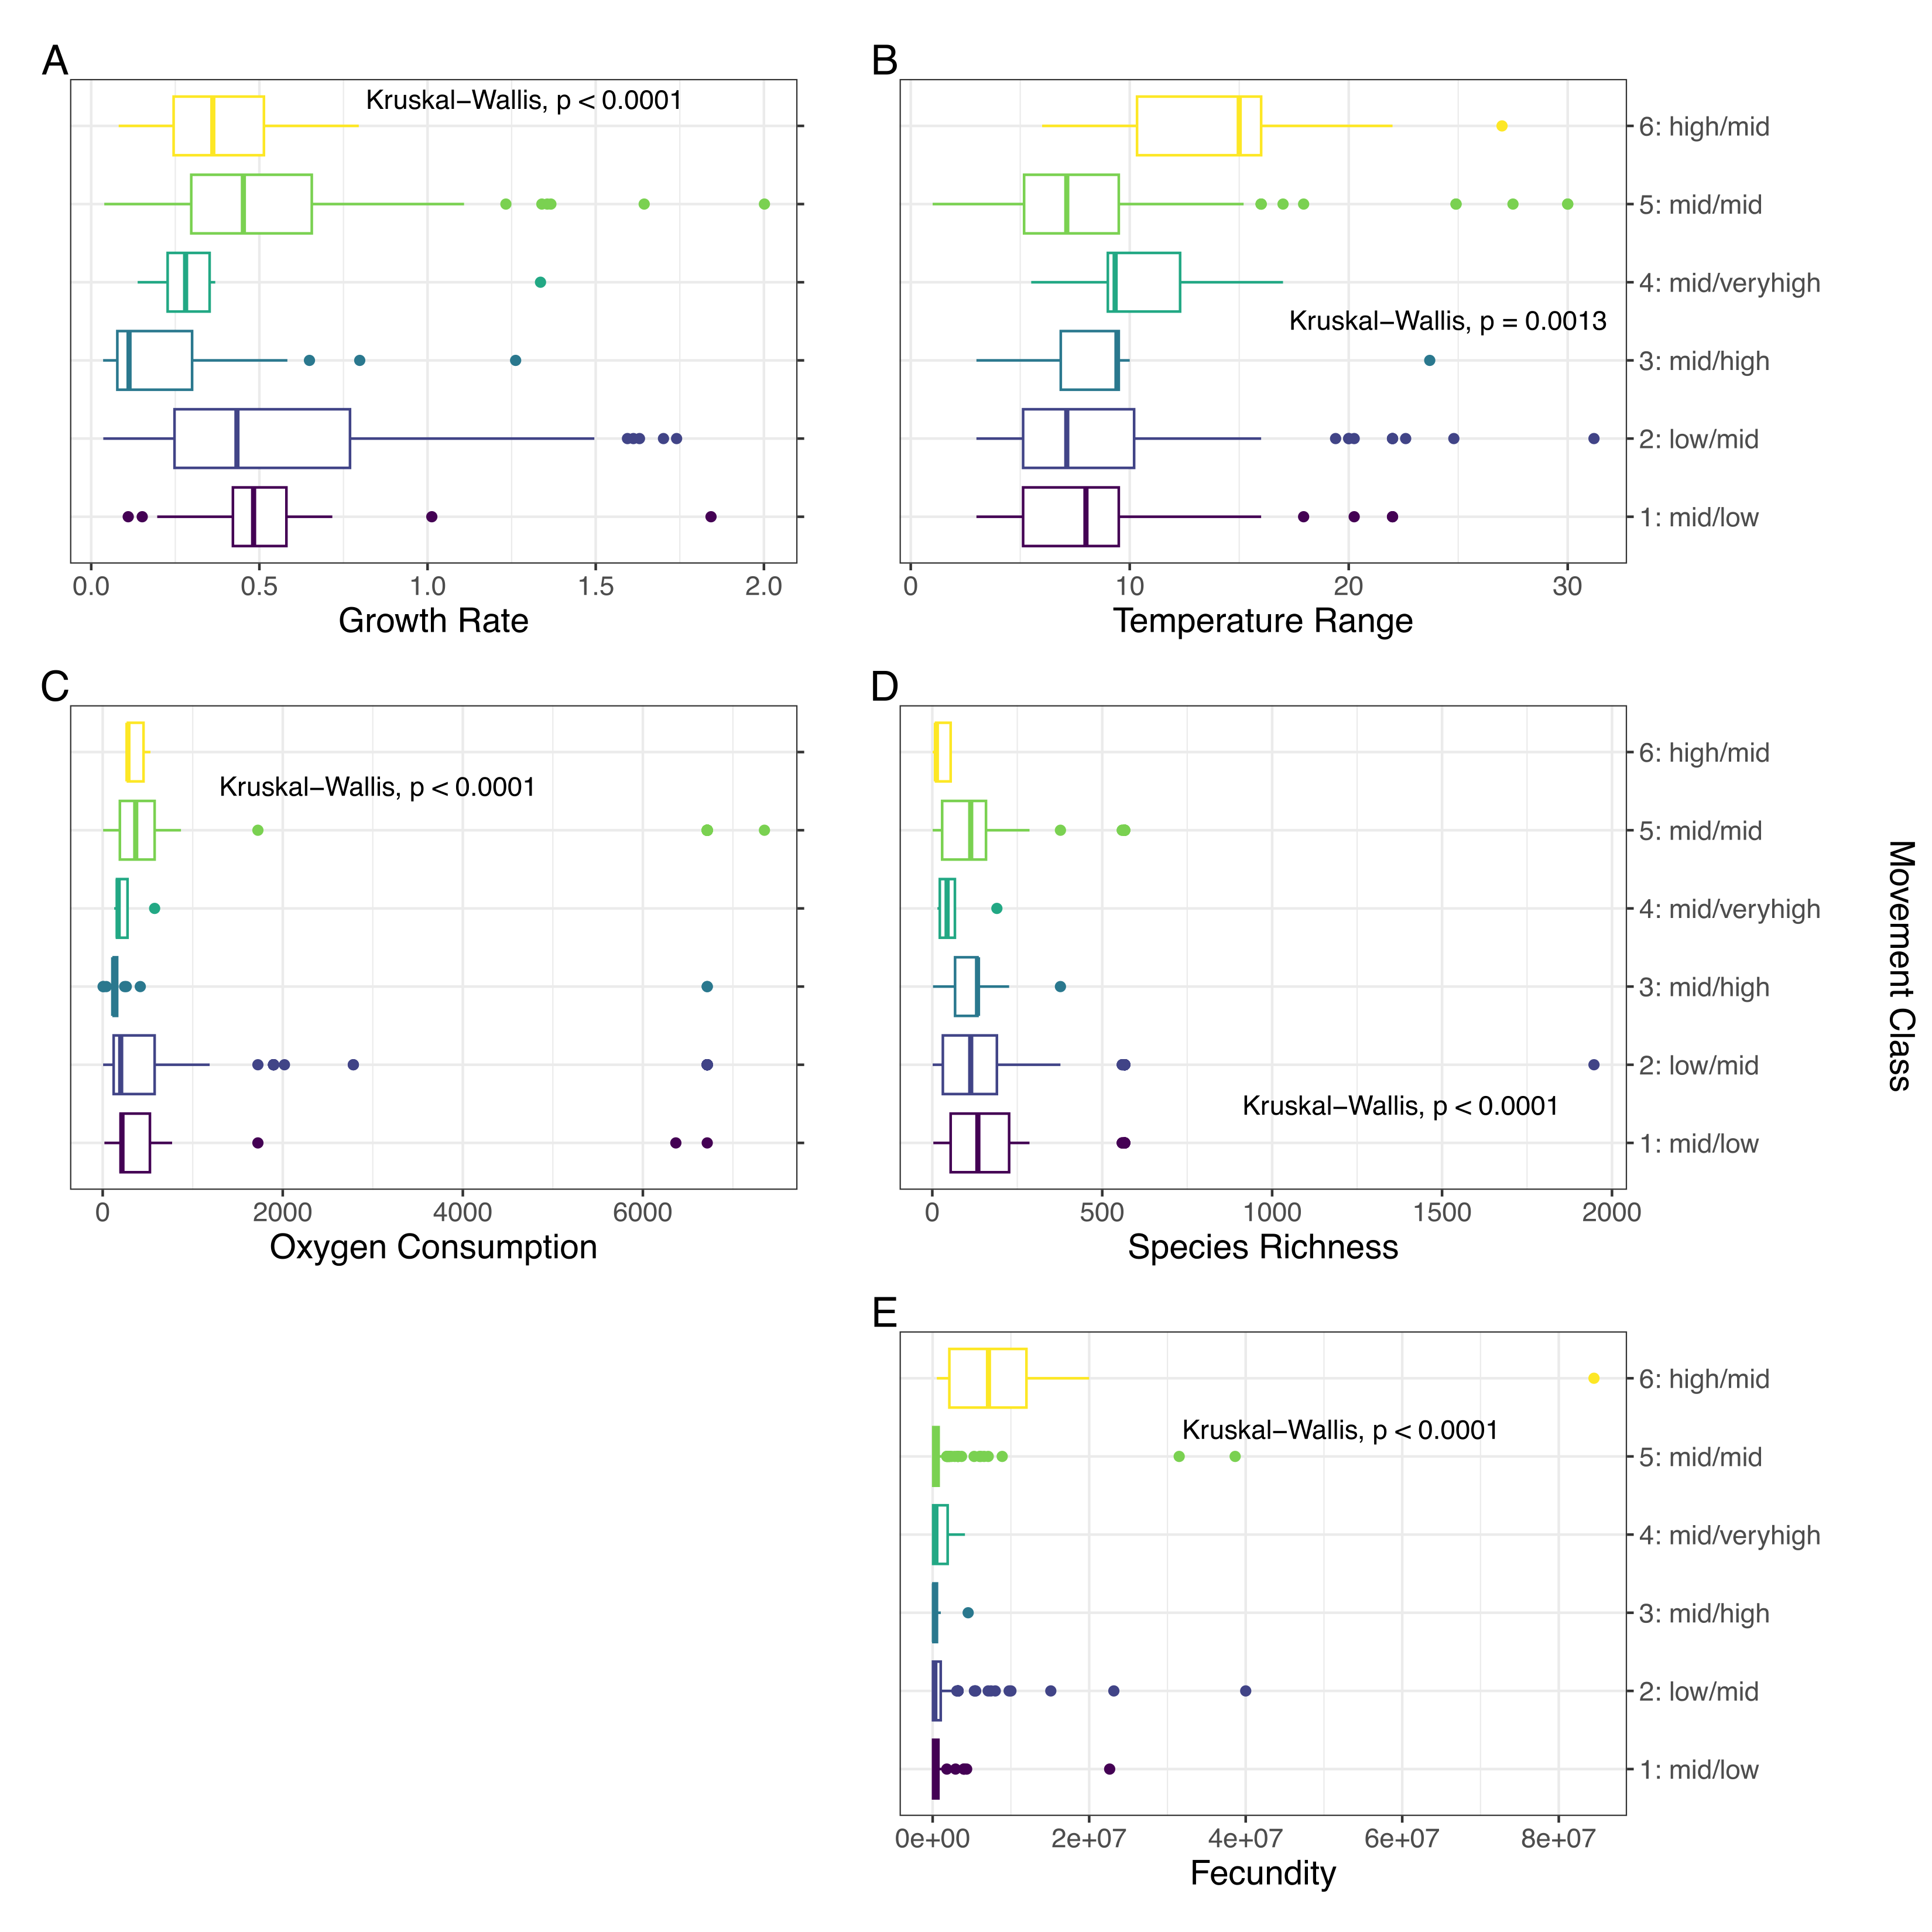 A
Kruskal–Wallis, p < 0.0001
0.0 0.5 1.0 1.5 2.0
Growth Rate
B
Kruskal–Wallis, p = 0.0013
6: high/mid
5: mid/mid
4: mid/veryhigh
3: mid/high
2: low/mid
1: mid/low
0 10 20 30
Temperature Range
C
Kruskal–Wallis, p < 0.0001
0 2000 4000 6000
Oxygen Consumption
D
6: high/mid
5: mid/mid
4: mid/veryhigh
3: mid/high
2: low/mid
Kruskal–Wallis, p < 0.0001
1: mid/low
0 500 1000 1500 2000
Species Richness
Movement Class
E
6: high/mid
Kruskal–Wallis, p < 0.0001
5: mid/mid
4: mid/veryhigh
3: mid/high
2: low/mid
1: mid/low
0e+00 2e+07 4e+07 6e+07 8e+07
Fecundity